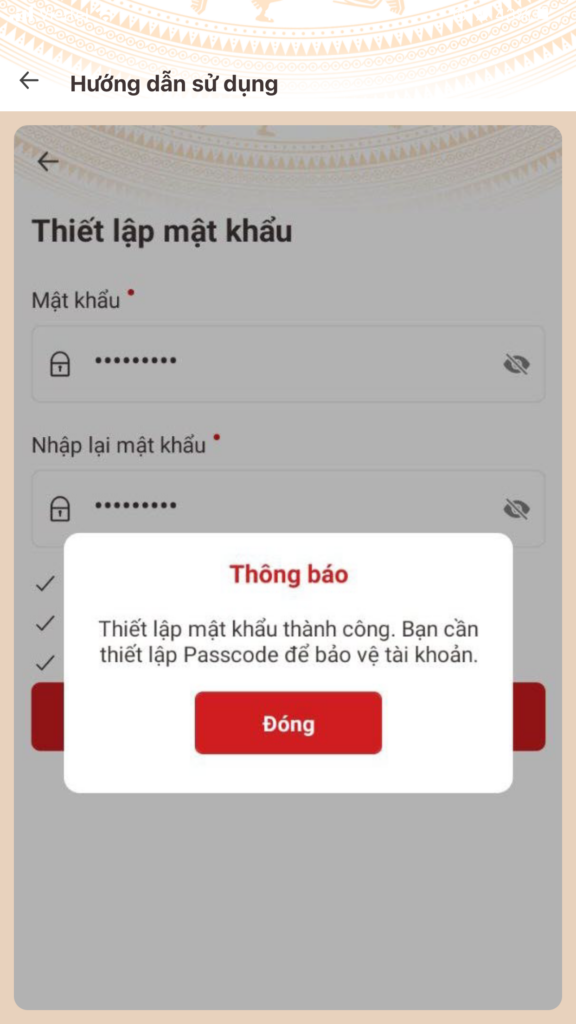 Hướng dẫn sử dụng
Thiết lập mật khẩu
Mật khẩu
•••••••••
Nhập lại mật khẩu
•••••••••
Thông báo
Thiết lập mật khẩu thành công. Bạn cần
thiết lập Passcode để bảo vệ tài khoản.
Đóng